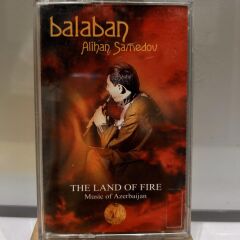 balaban
Alihan Samedov
THE LAND OF FIRE
Music of Azerbaijan